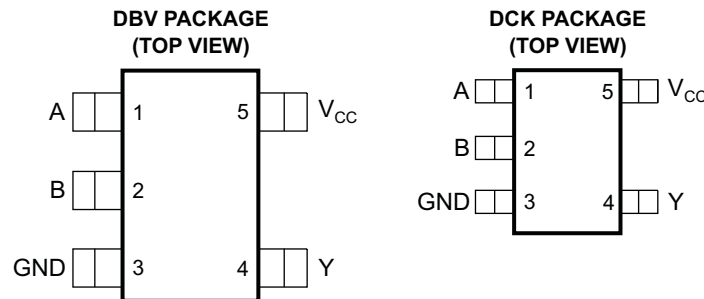 DBV PACKAGE
(TOP VIEW)
A 1 5 VCC
B 2
GND 3 4 Y
DCK PACKAGE
(TOP VIEW)
A 1 5 VCC
B 2
GND 3 4 Y